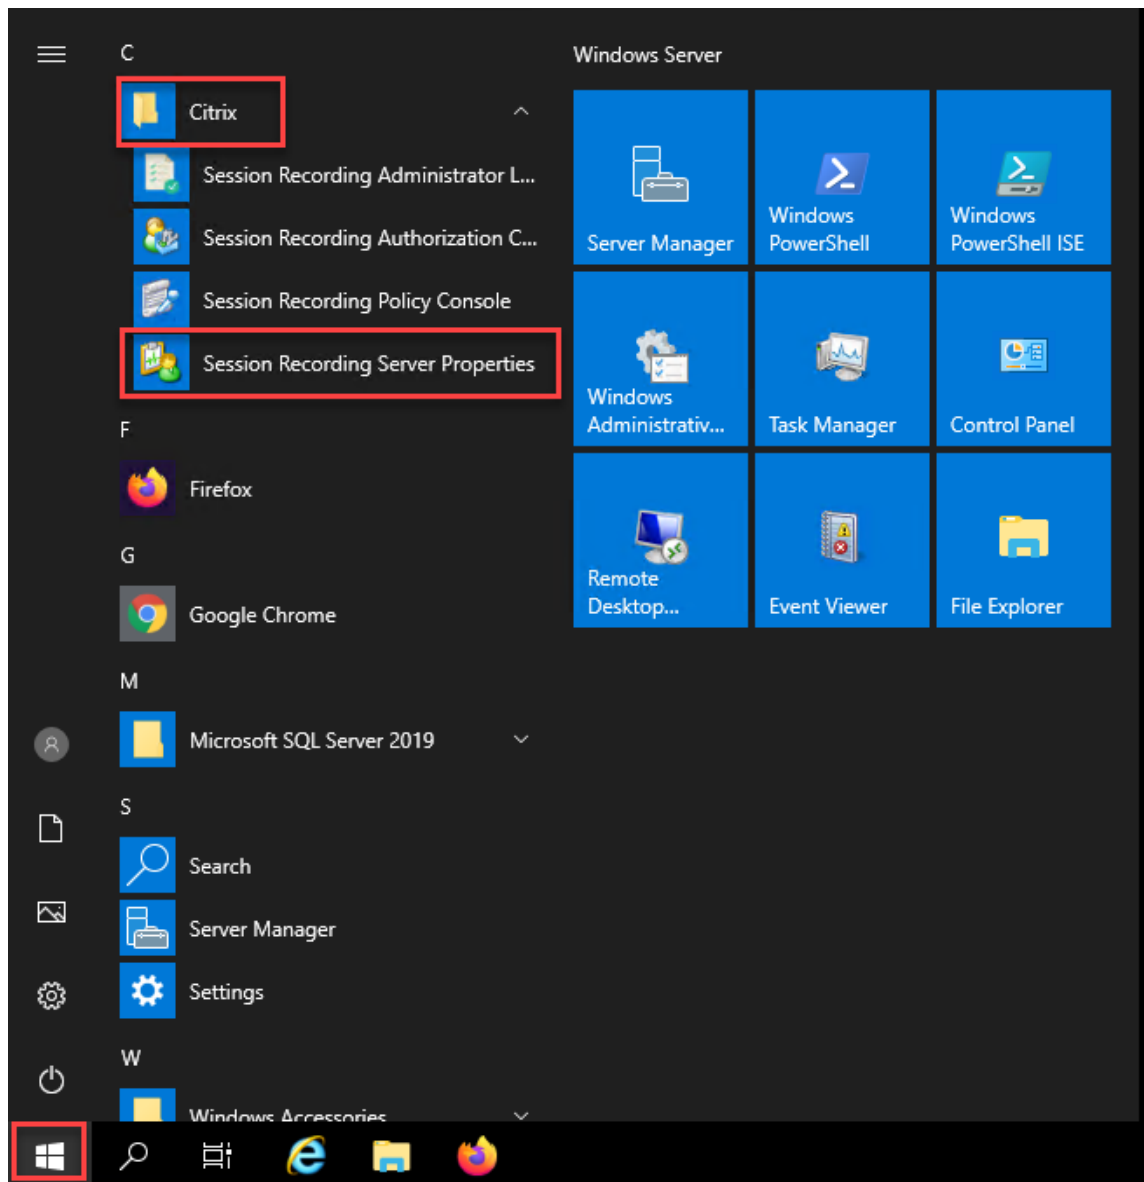 C
Citrix
Session Recording Administrator L...
Session Recording Authorization C...
Session Recording Policy Console
Session Recording Server Properties
F
Firefox
G
Google Chrome
M
Microsoft SQL Server 2019
S
Search
Server Manager
Settings
W
Windows Accessories
Windows Server
Server Manager
Windows
PowerShell
Windows
PowerShell ISE
Windows
Administrativ...
Task Manager
Control Panel
Remote
Desktop...
Event Viewer
File Explorer